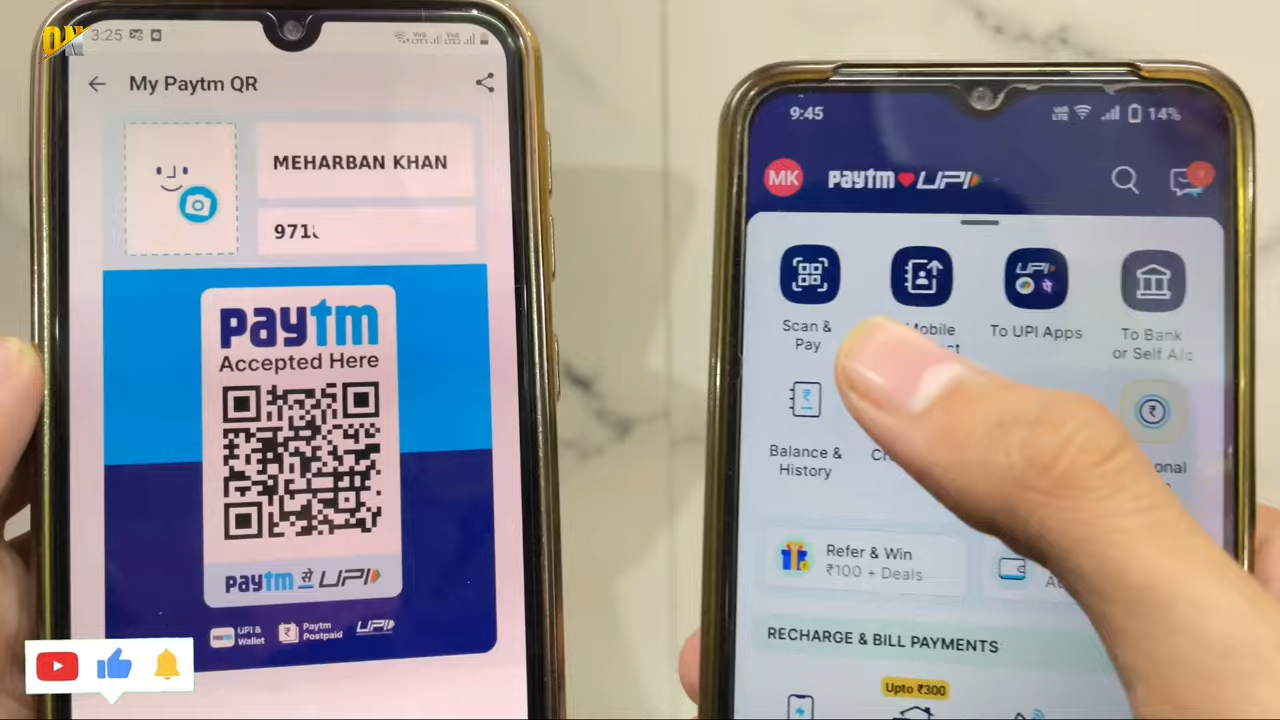 ON
3:25
My Paytm QR
MEHARBAN KHAN
971
paytm
Accepted Here
paytm से UPI
UPI &
Wallet
Paytm
Postpaid
UPI
9:45
14%
MK
paytm UPI
Scan &
Pay
Mobile
UPI
To UPI Apps
To Bank
or Self A/c
Balance &
History
Refer & Win
₹100 + Deals
RECHARGE & BILL PAYMENTS
Upto ₹300